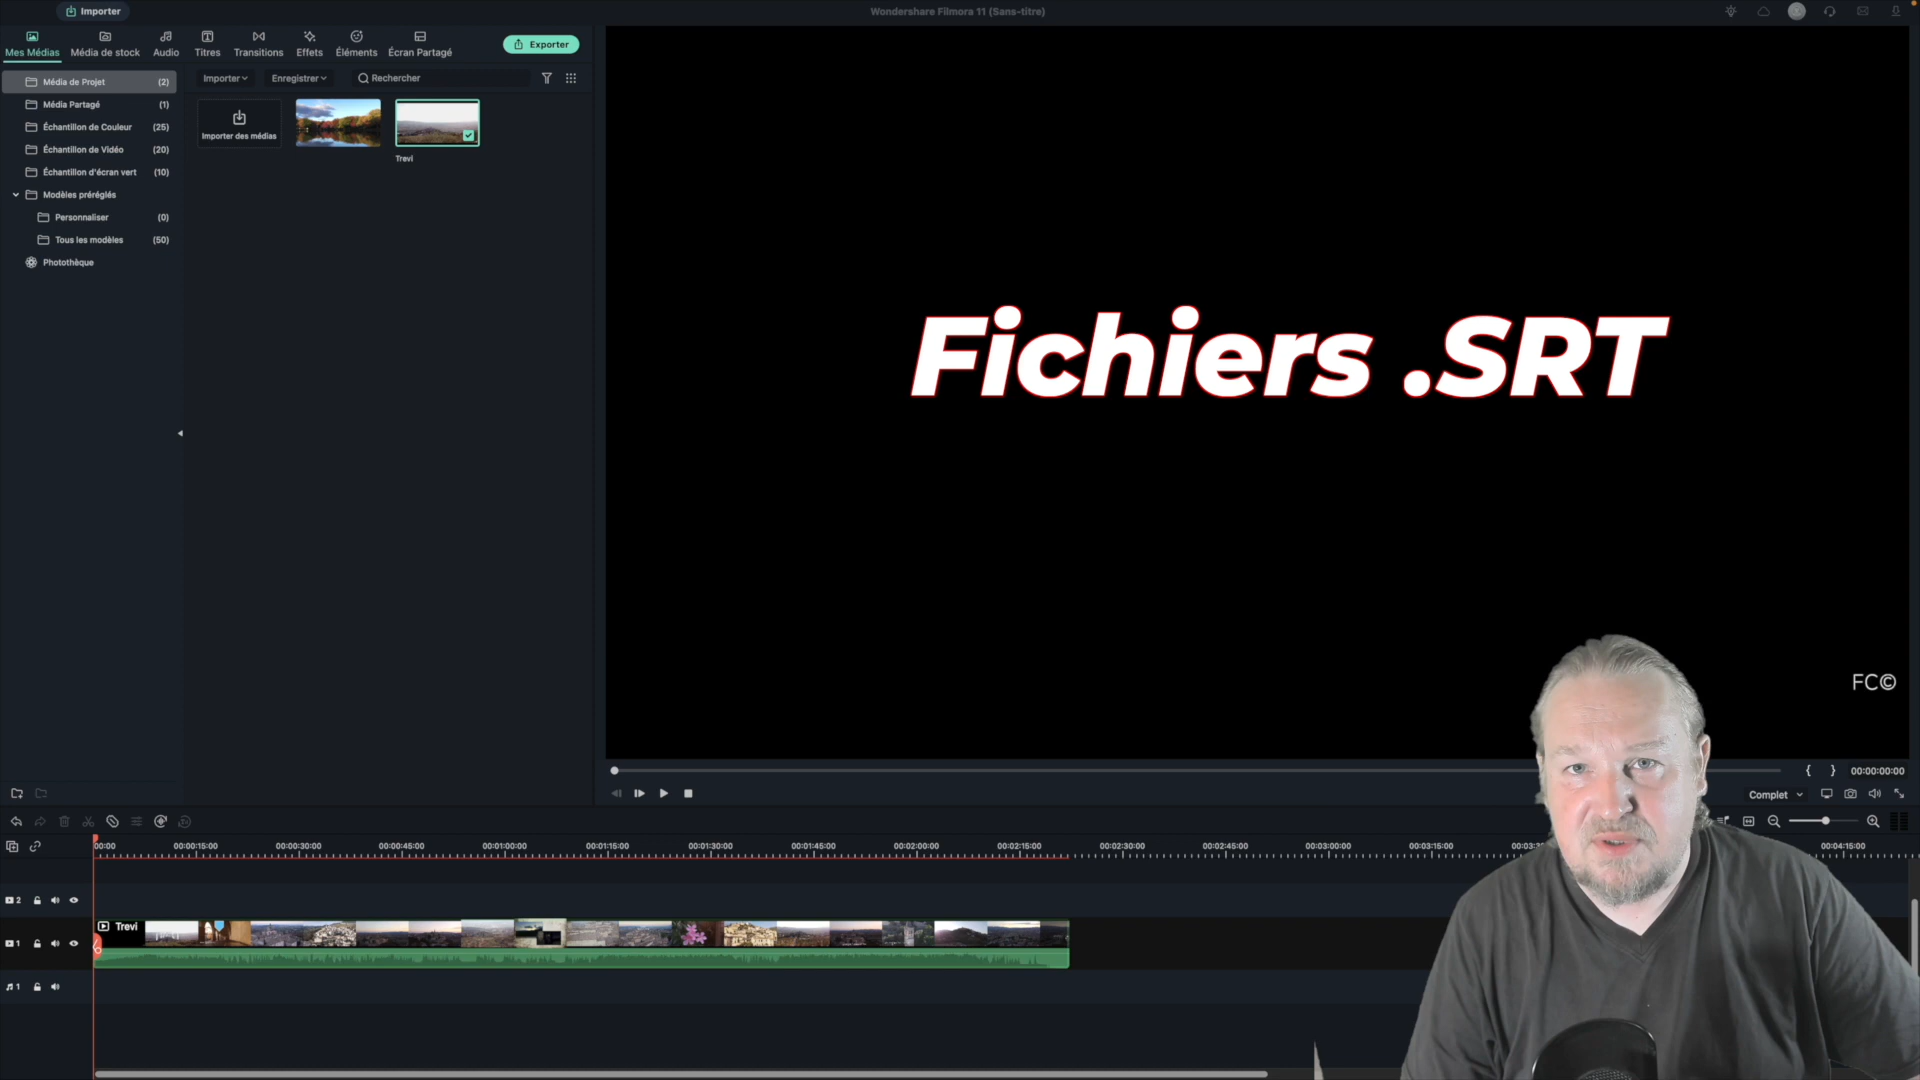 Importer
Wondershare Filmora 11 (Sans-titre)
Mes Médias
Média de stock
Audio
Titres
Transitions
Effets
Éléments
Écran Partagé
Exporter
Média de Projet (2)
Média Partagé (1)
Échantillon de Couleur (25)
Échantillon de Vidéo (20)
Échantillon d'écran vert (10)
Modèles préréglés
Personnaliser (0)
Tous les modèles (50)
Photothèque
Importer
Enregistrer
Rechercher
Importer des médias
Trevi
Fichiers .SRT
FC©
{ } 00:00:00:00
Complet
00:00 00:00:15:00 00:00:30:00 00:00:45:00 00:01:00:00 00:01:15:00 00:01:30:00 00:01:45:00 00:02:00:00 00:02:15:00 00:02:30:00 00:02:45:00 00:03:00:00 00:03:15:00 00:04:15:00
2
Trevi
1
1